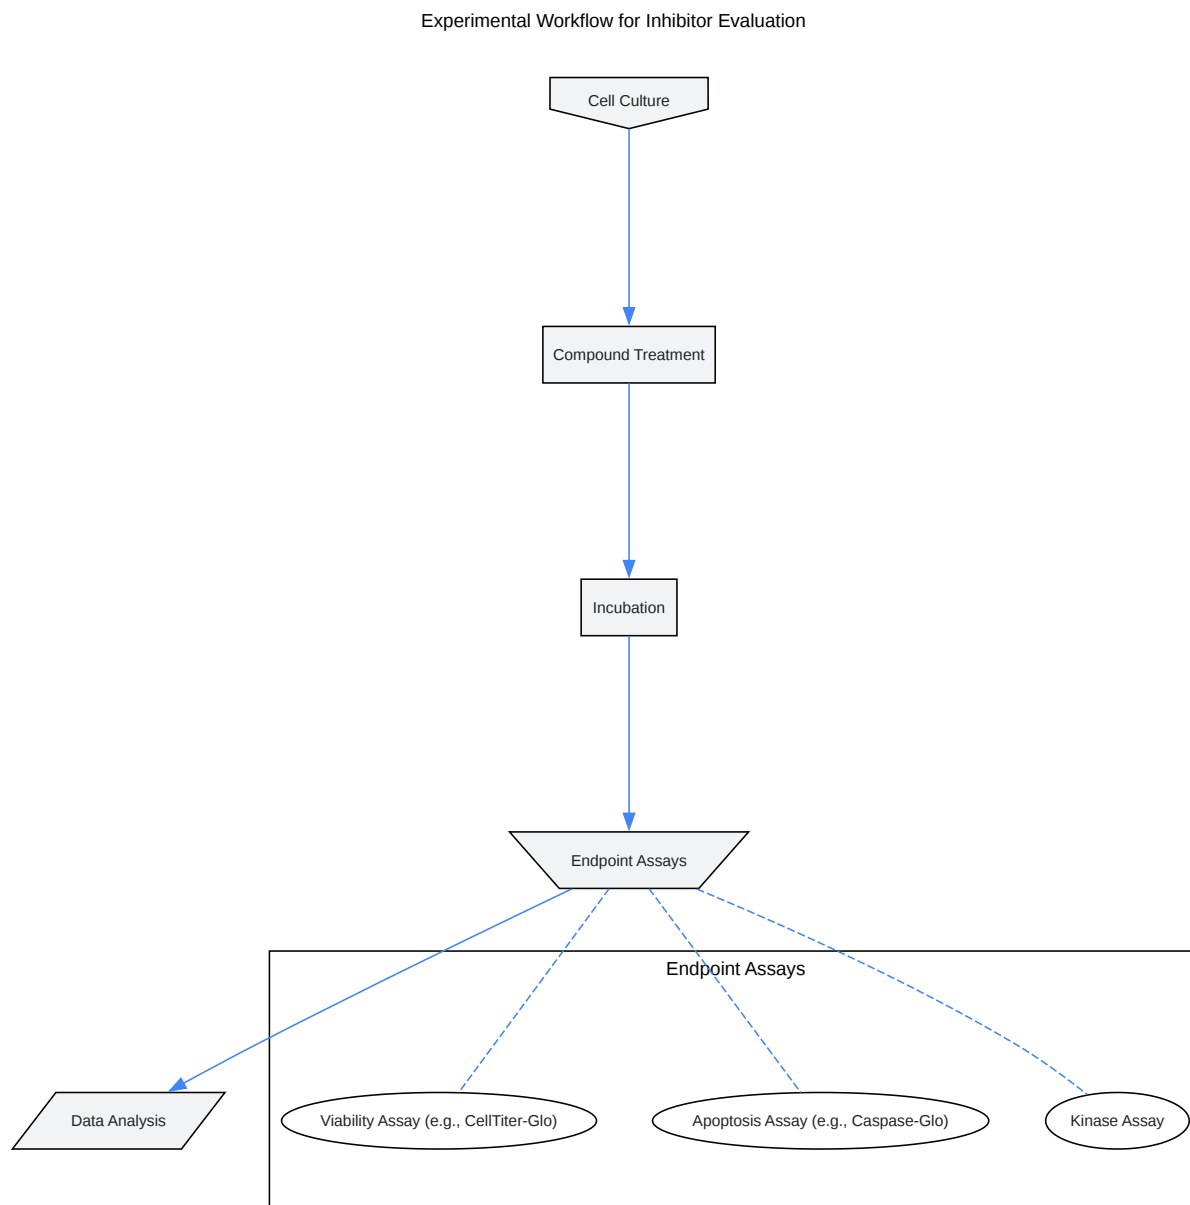 Experimental Workflow for Inhibitor Evaluation
Cell Culture
Compound Treatment
Incubation
Endpoint Assays
Endpoint Assays
Data Analysis
Viability Assay (e.g., CellTiter-Glo)
Apoptosis Assay (e.g., Caspase-Glo)
Kinase Assay